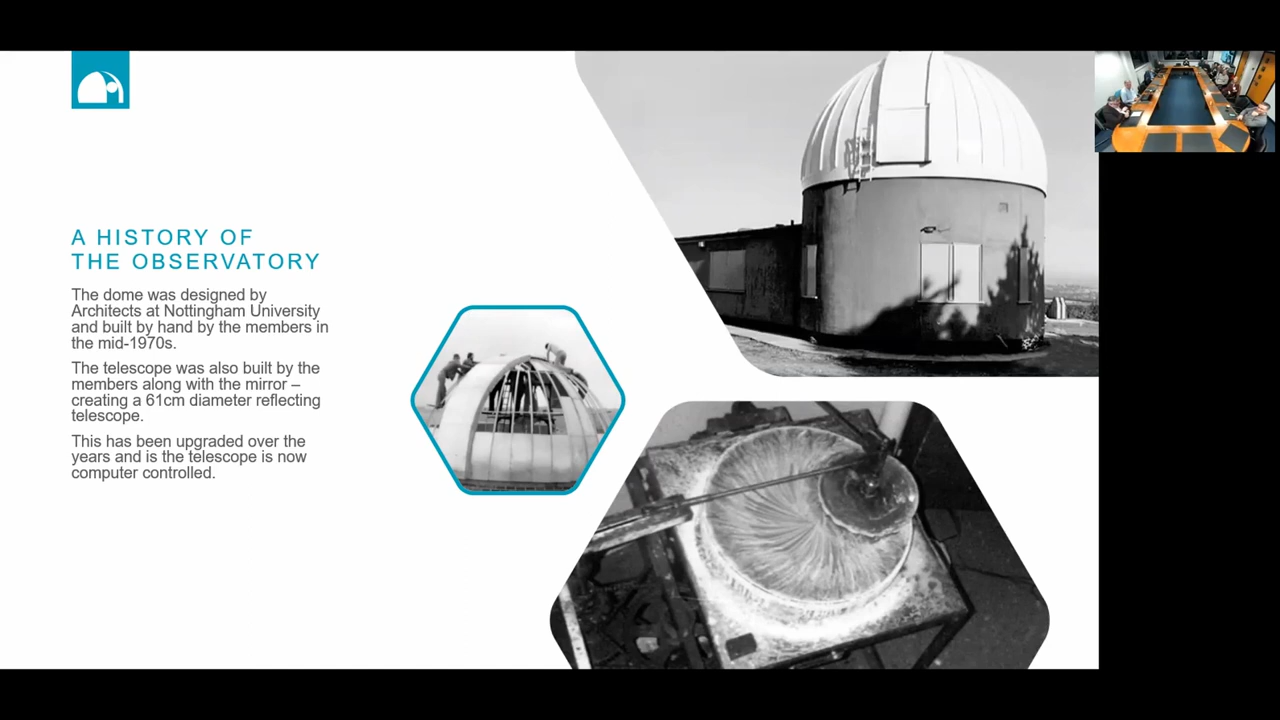 A HISTORY OF
THE OBSERVATORY
The dome was designed by
Architects at Nottingham University
and built by hand by the members in
the mid-1970s.
The telescope was also built by the
members along with the mirror –
creating a 61cm diameter reflecting
telescope.
This has been upgraded over the
years and is the telescope is now
computer controlled.